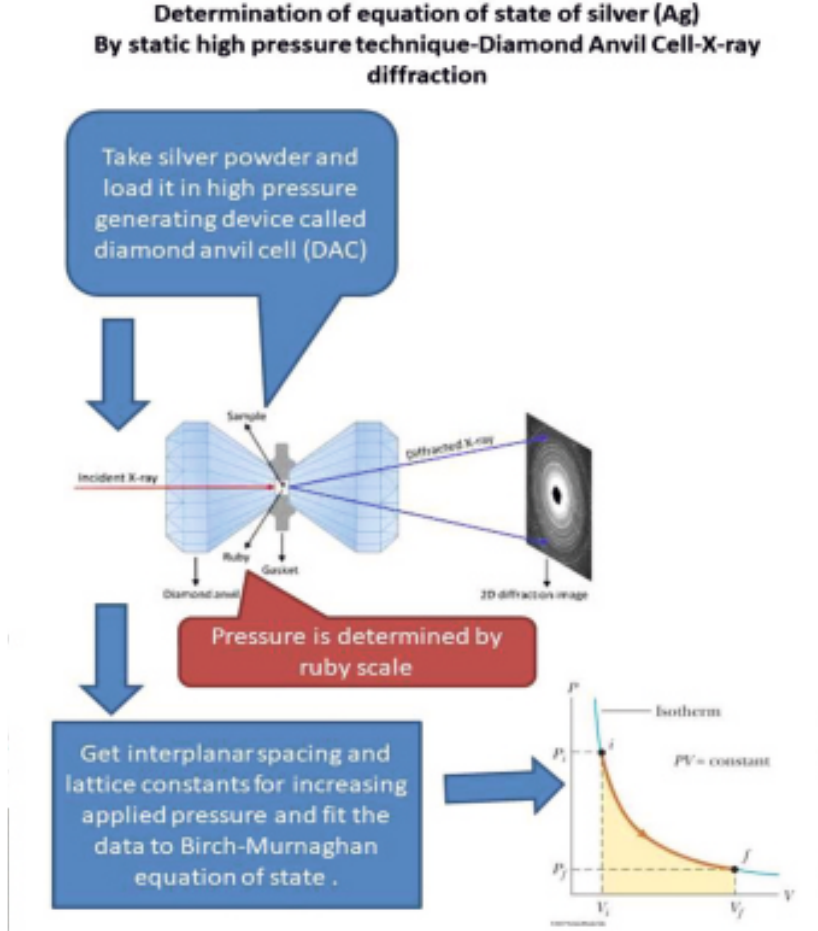 Determination of equation of state of silver (Ag)
By static high pressure technique-Diamond Anvil Cell-X-ray
diffraction
Take silver powder and
load it in high pressure
generating device called
diamond anvil cell (DAC)
Sample
Incident X-ray
Diffracted X-ray
Ruby
Gasket
Diamond anvil
2D diffraction image
Pressure is determined by
ruby scale
Get interplanar spacing and
lattice constants for increasing
applied pressure and fit the
data to Birch-Murnaghan
equation of state .
P
Isotherm
i
Pi
PV = constant
f
Pf
V
Vi
Vf